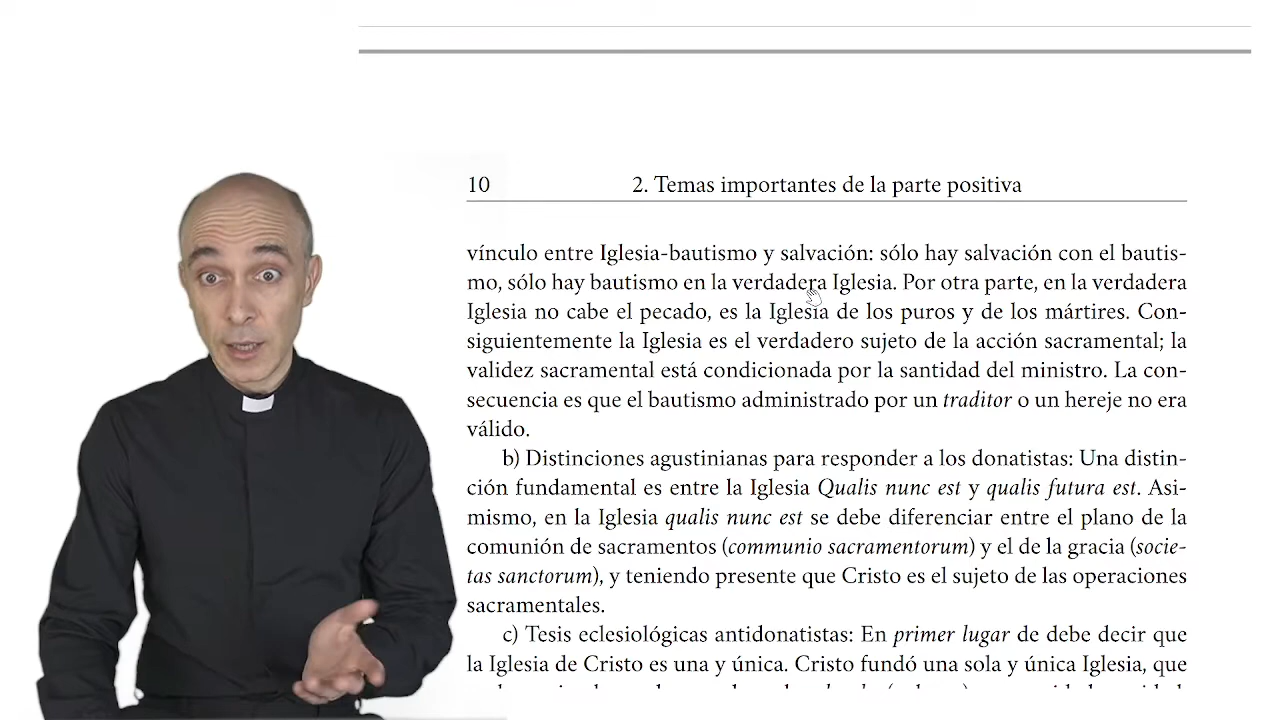 10 2. Temas importantes de la parte positiva
vínculo entre Iglesia-bautismo y salvación: sólo hay salvación con el bautis-
mo, sólo hay bautismo en la verdadera Iglesia. Por otra parte, en la verdadera
Iglesia no cabe el pecado, es la Iglesia de los puros y de los mártires. Con-
siguientemente la Iglesia es el verdadero sujeto de la acción sacramental; la
validez sacramental está condicionada por la santidad del ministro. La con-
secuencia es que el bautismo administrado por un traditor o un hereje no era
válido.
b) Distinciones agustinianas para responder a los donatistas: Una distin-
ción fundamental es entre la Iglesia Qualis nunc est y qualis futura est. Asi-
mismo, en la Iglesia qualis nunc est se debe diferenciar entre el plano de la
comunión de sacramentos (communio sacramentorum) y el de la gracia (socie-
tas sanctorum), y teniendo presente que Cristo es el sujeto de las operaciones
sacramentales.
c) Tesis eclesiológicas antidonatistas: En primer lugar de debe decir que
la Iglesia de Cristo es una y única. Cristo fundó una sola y única Iglesia, que